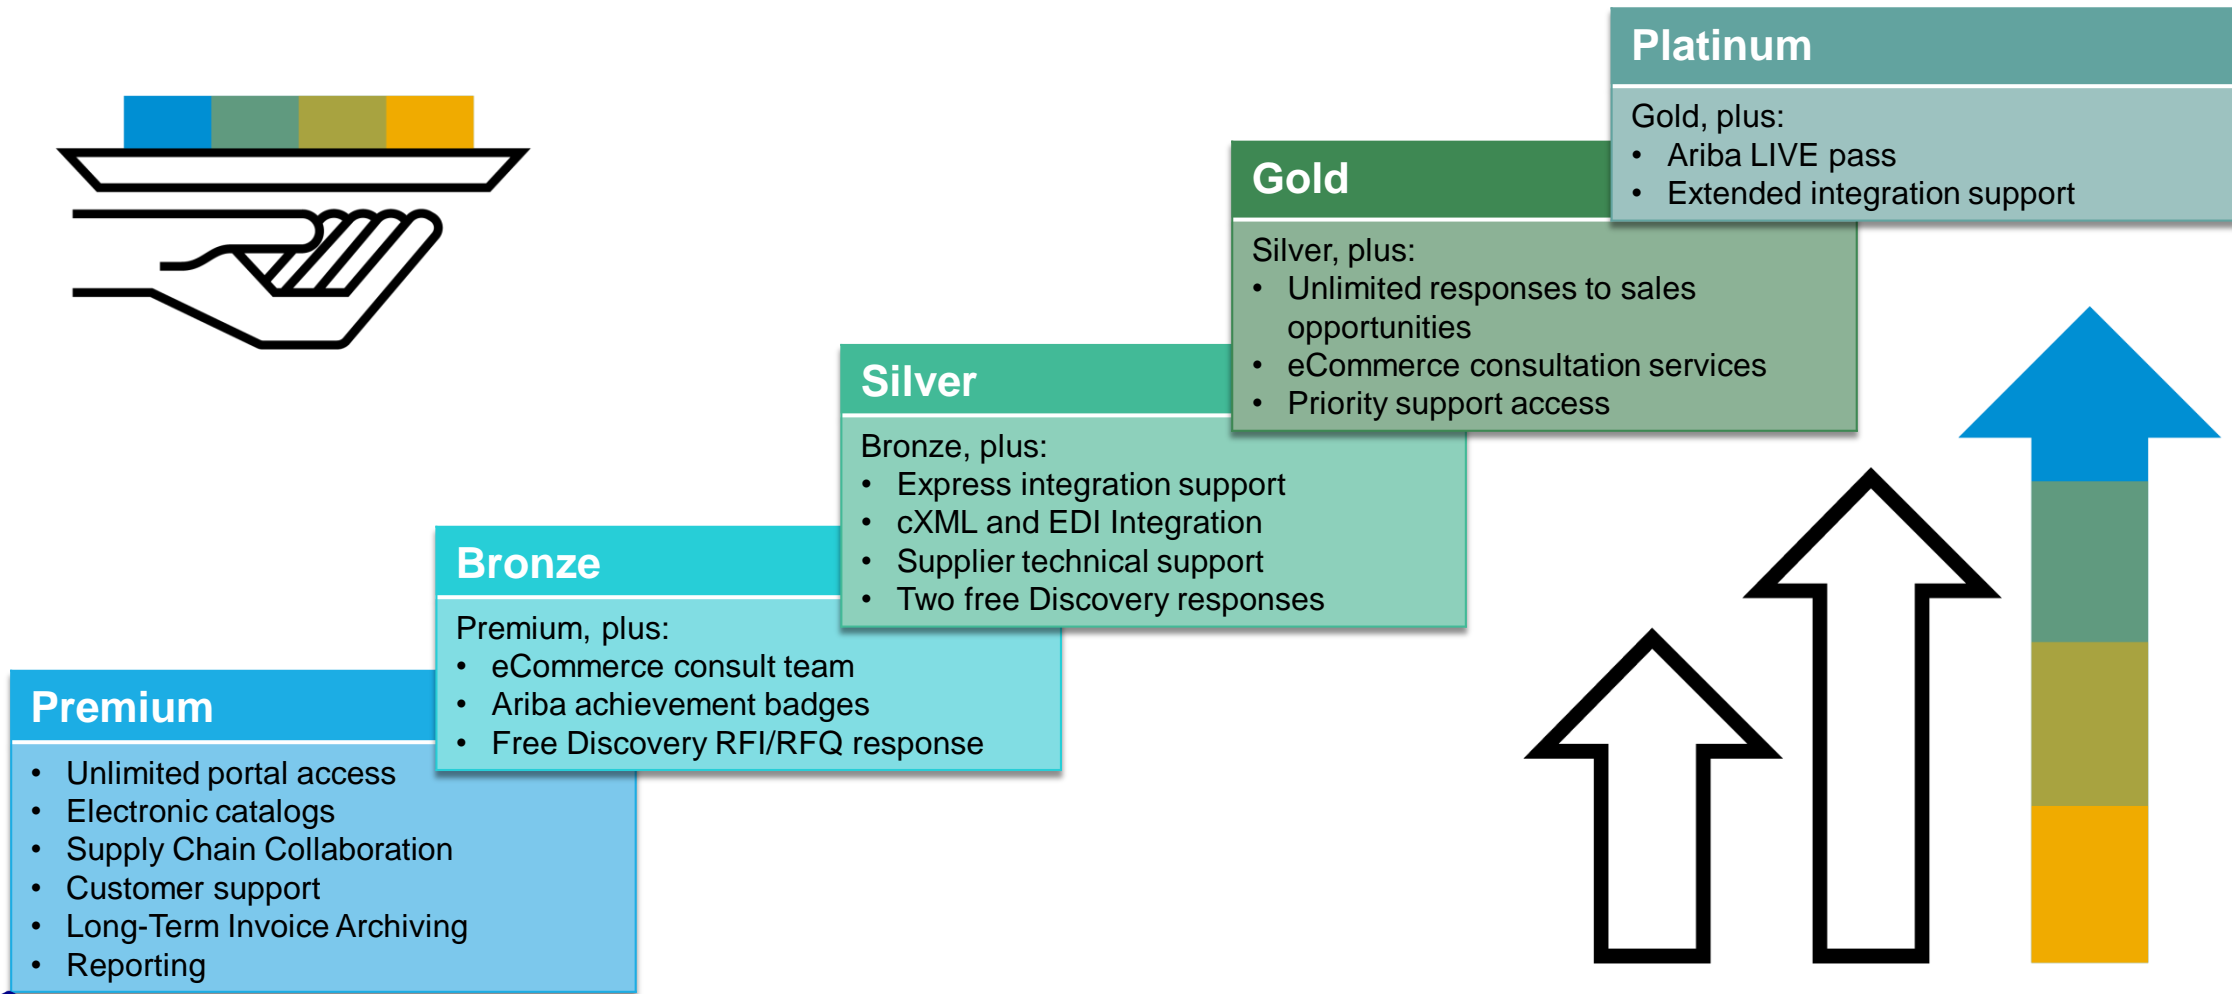 Platinum
Gold, plus:
• Ariba LIVE pass
• Extended integration support
Gold
Silver, plus:
• Unlimited responses to sales
opportunities
• eCommerce consultation services
• Priority support access
Silver
Bronze, plus:
• Express integration support
• cXML and EDI Integration
• Supplier technical support
• Two free Discovery responses
Bronze
Premium, plus:
• eCommerce consult team
• Ariba achievement badges
• Free Discovery RFI/RFQ response
Premium
• Unlimited portal access
• Electronic catalogs
• Supply Chain Collaboration
• Customer support
• Long-Term Invoice Archiving
• Reporting